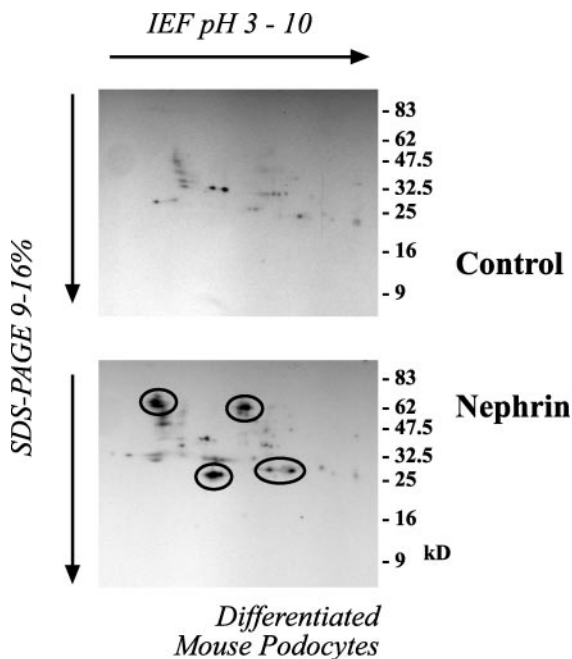 IEF pH 3 - 10
SDS-PAGE 9-16%
- 83
- 62
- 47.5
- 32.5
- 25
- 16
- 9
Control
- 83
- 62
- 47.5
- 32.5
- 25
- 16
- 9 kD
Nephrin
Differentiated
Mouse Podocytes